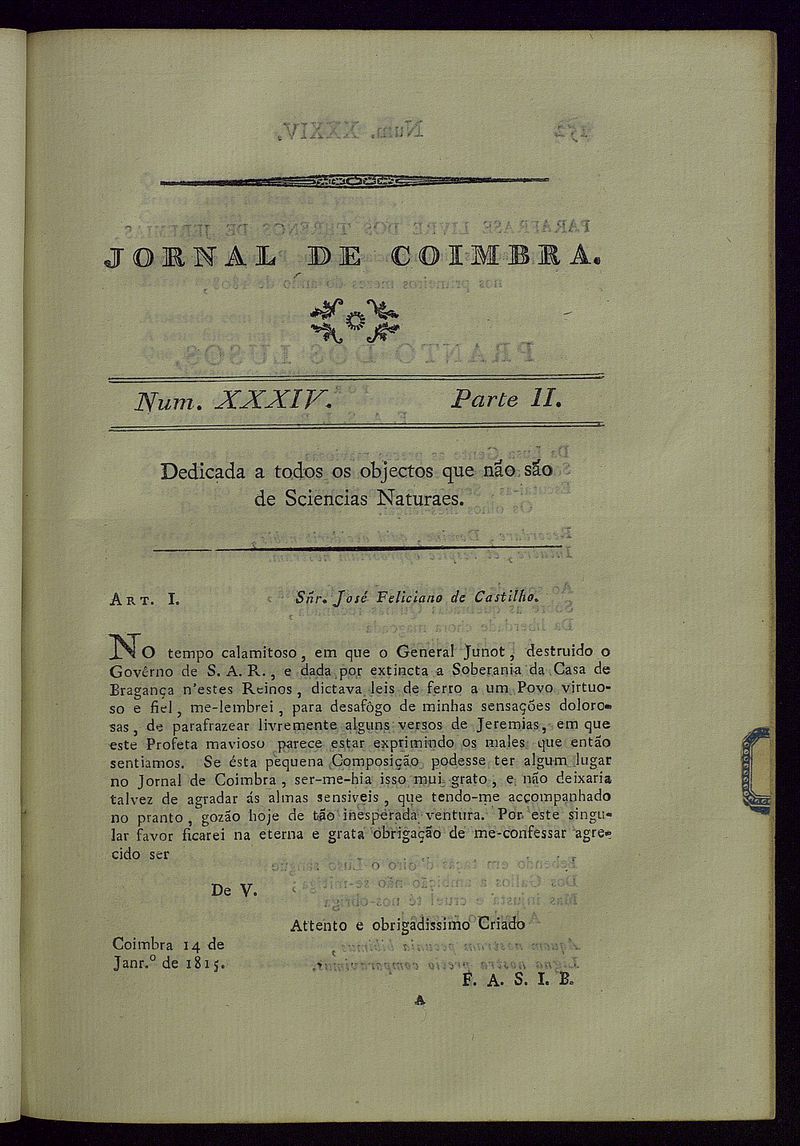 JORNAL DE COIMBRA.
Num. XXXIV. Parte II.
Dedicada a todos os objectos que não são
de Sciencias Naturaes.
ART. I. Sñr. José Feliciano de Castilho.
No tempo calamitoso, em que o General Junot, destruido o
Govêrno de S. A. R., e dada por extincta a Soberania da Casa de
Bragança n'estes Reinos, dictava leis de ferro a um Povo virtuo-
so e fiel, me-lembrei, para desafôgo de minhas sensações doloro-
sas, de parafrazear livremente alguns versos de Jeremias, em que
este Profeta mavioso parece estar exprimindo os males que então
sentiamos. Se ésta pequena Composição podesse ter algum lugar
no Jornal de Coimbra, ser-me-hia isso mui grato, e não deixaria
talvez de agradar ás almas sensiveis, que tendo-me accompanhado
no pranto, gozão hoje de tão inesperada ventura. Por este singu-
lar favor ficarei na eterna e grata obrigação de me-confessar agre-
cido ser
De V.
Attento e obrigadissimo Criado
Coimbra 14 de
Janr.º de 1815.
F. A. S. I. B.
A